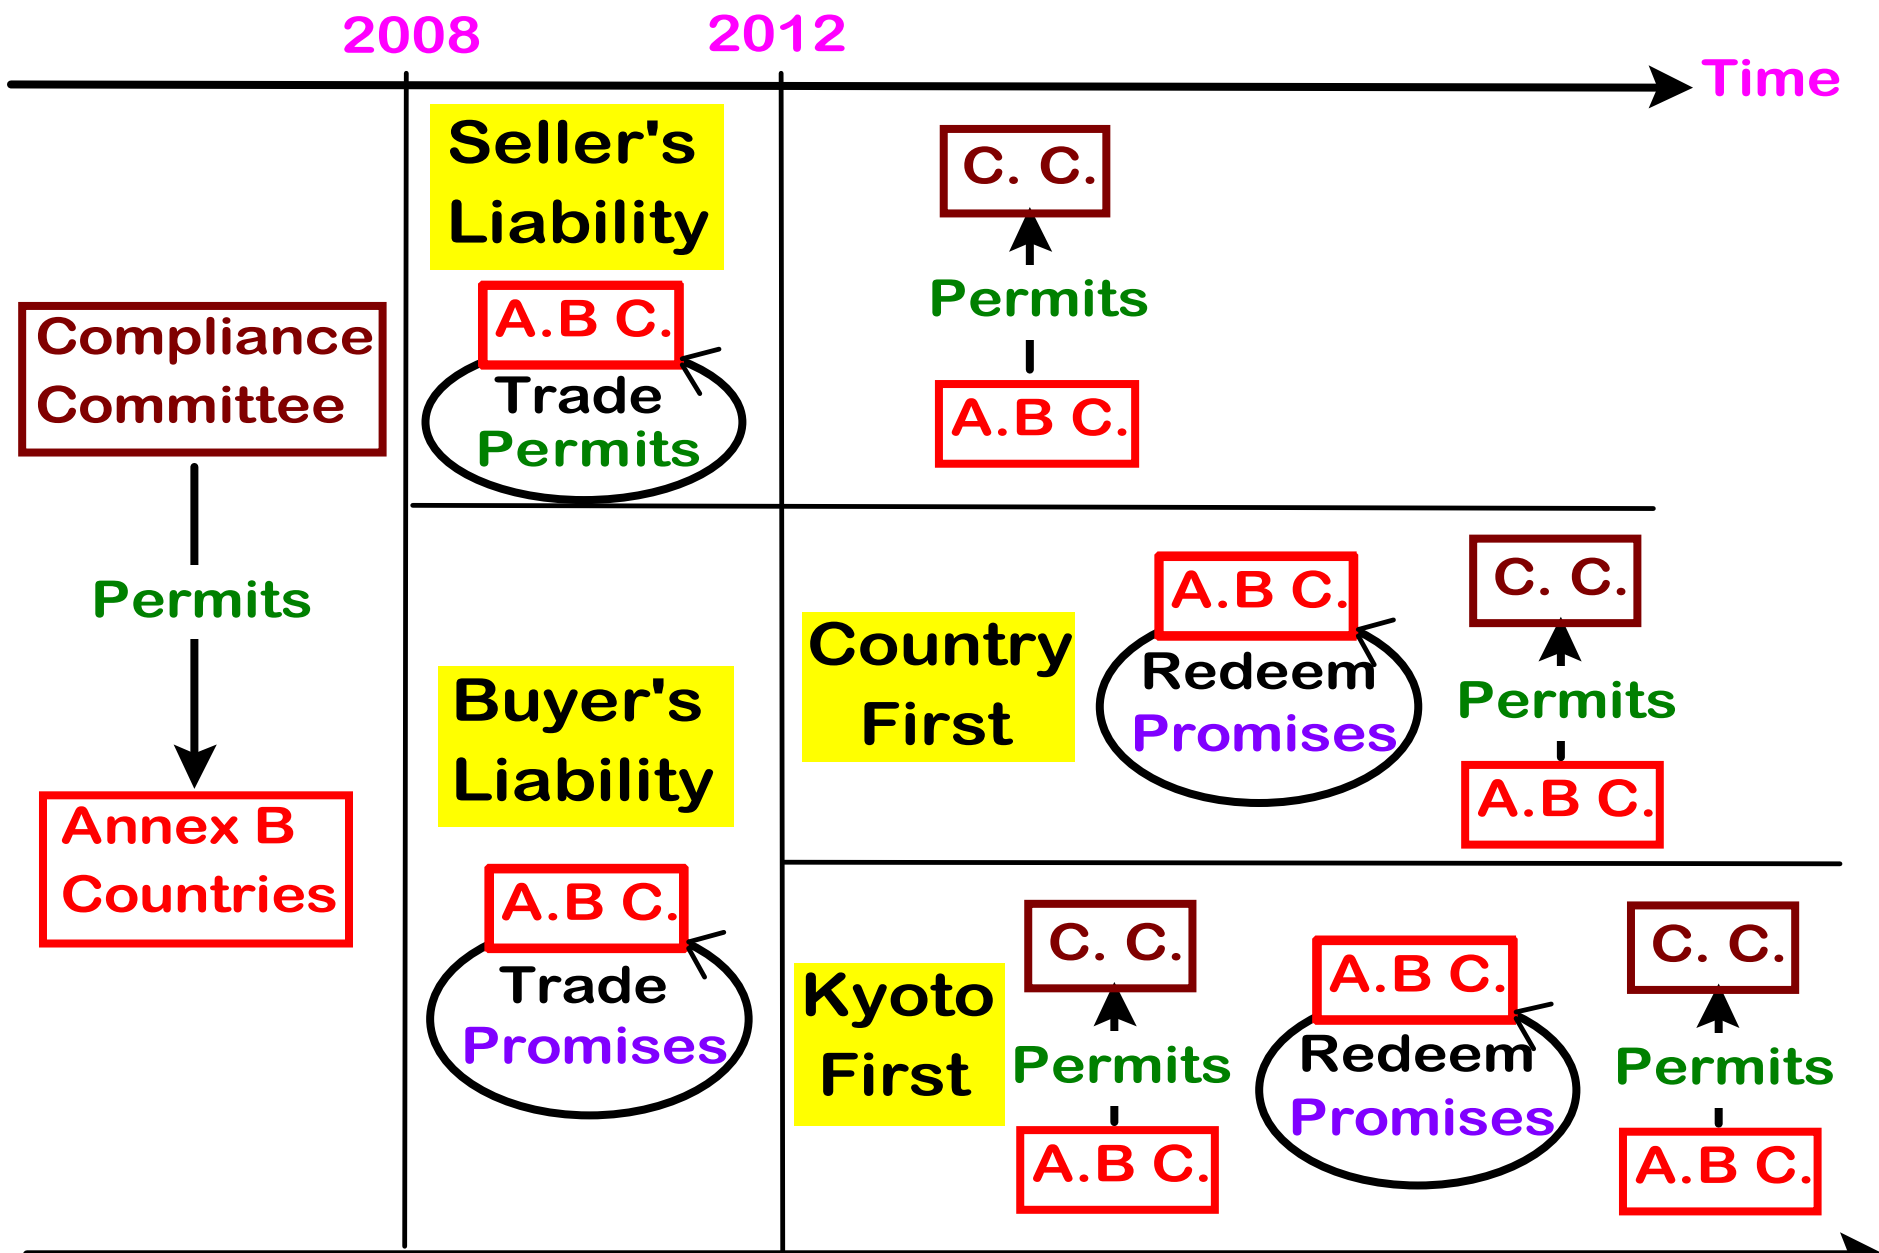 2008
2012
Time
Seller's
Liability
A.B C.
Trade
Permits
C. C.
Permits
A.B C.
Compliance
Committee
Permits
Annex B
Countries
Buyer's
Liability
A.B C.
Trade
Promises
Country
First
A.B C.
Redeem
Promises
C. C.
Permits
A.B C.
Kyoto
First
C. C.
Permits
A.B C.
A.B C.
Redeem
Promises
C. C.
Permits
A.B C.